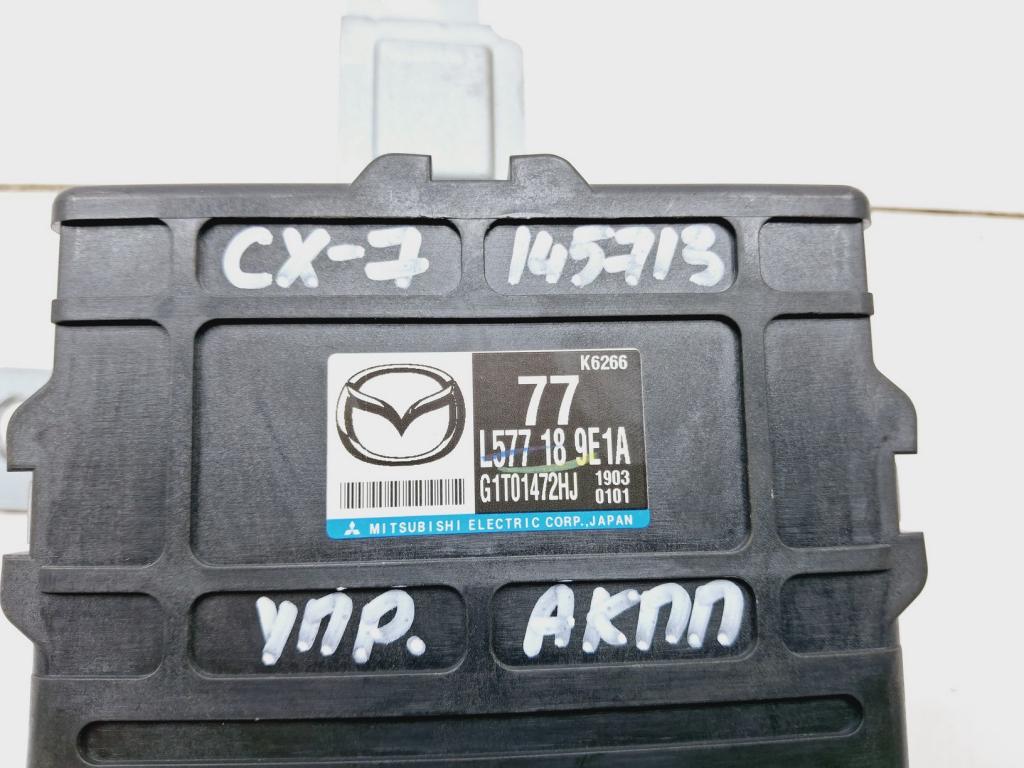 CX-7 145713
K6266
77
L577 18 9E1A
G1T01472HJ 1903
0101
MITSUBISHI ELECTRIC CORP.,JAPAN
УПР. АКПП